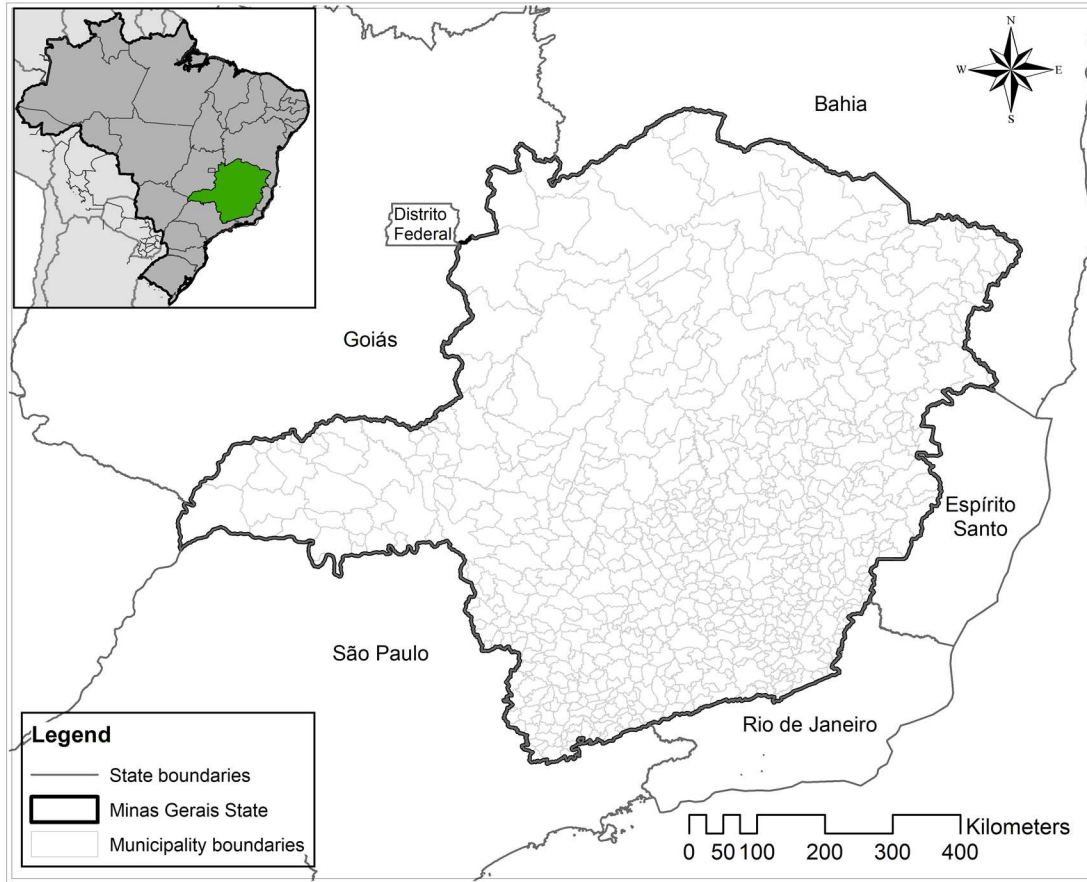 N
W
E
S
Bahia
Distrito
Federal
Goiás
Espírito
Santo
São Paulo
Rio de Janeiro
Legend
State boundaries
Minas Gerais State
Municipality boundaries
Kilometers
0 50 100 200 300 400